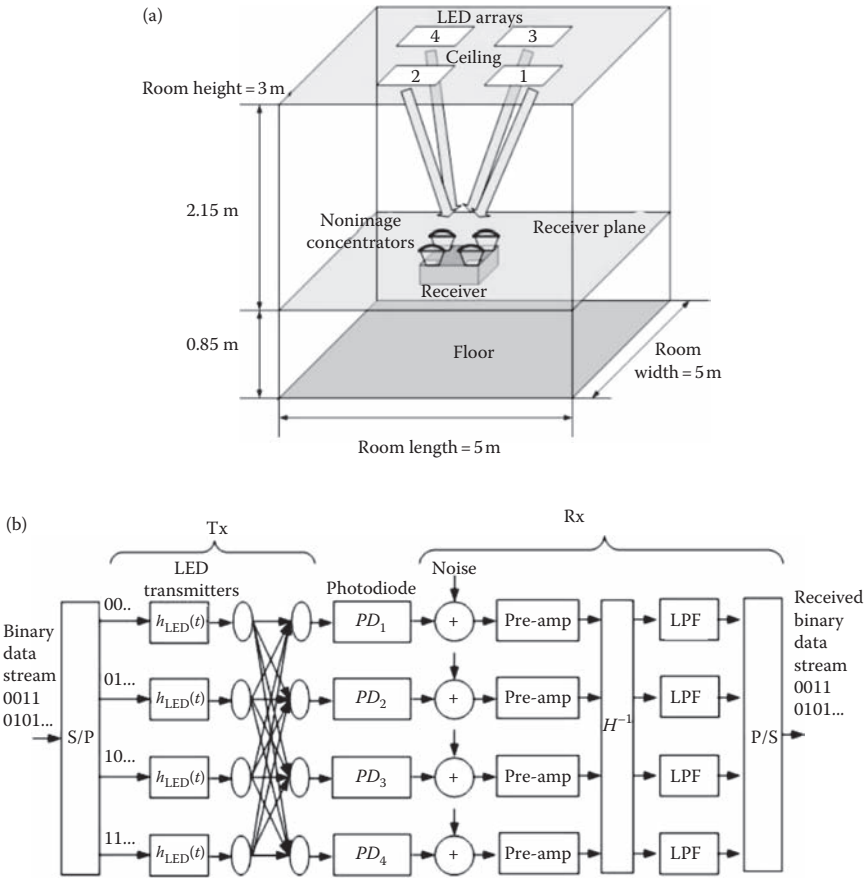 (a)
LED arrays
4
3
Ceiling
2
1
Room height = 3 m
2.15 m
Nonimage
concentrators
Receiver plane
Receiver
0.85 m
Floor
Room
width = 5 m
Room length = 5 m
(b)
Tx
Rx
LED
transmitters
Photodiode
Noise
Binary
data
stream
0011
0101...
S/P
00..
h_LED(t)
PD_1
+
Pre-amp
LPF
01...
h_LED(t)
PD_2
+
Pre-amp
LPF
H^-1
10...
h_LED(t)
PD_3
+
Pre-amp
LPF
11...
h_LED(t)
PD_4
+
Pre-amp
LPF
P/S
Received
binary
data
stream
0011
0101...